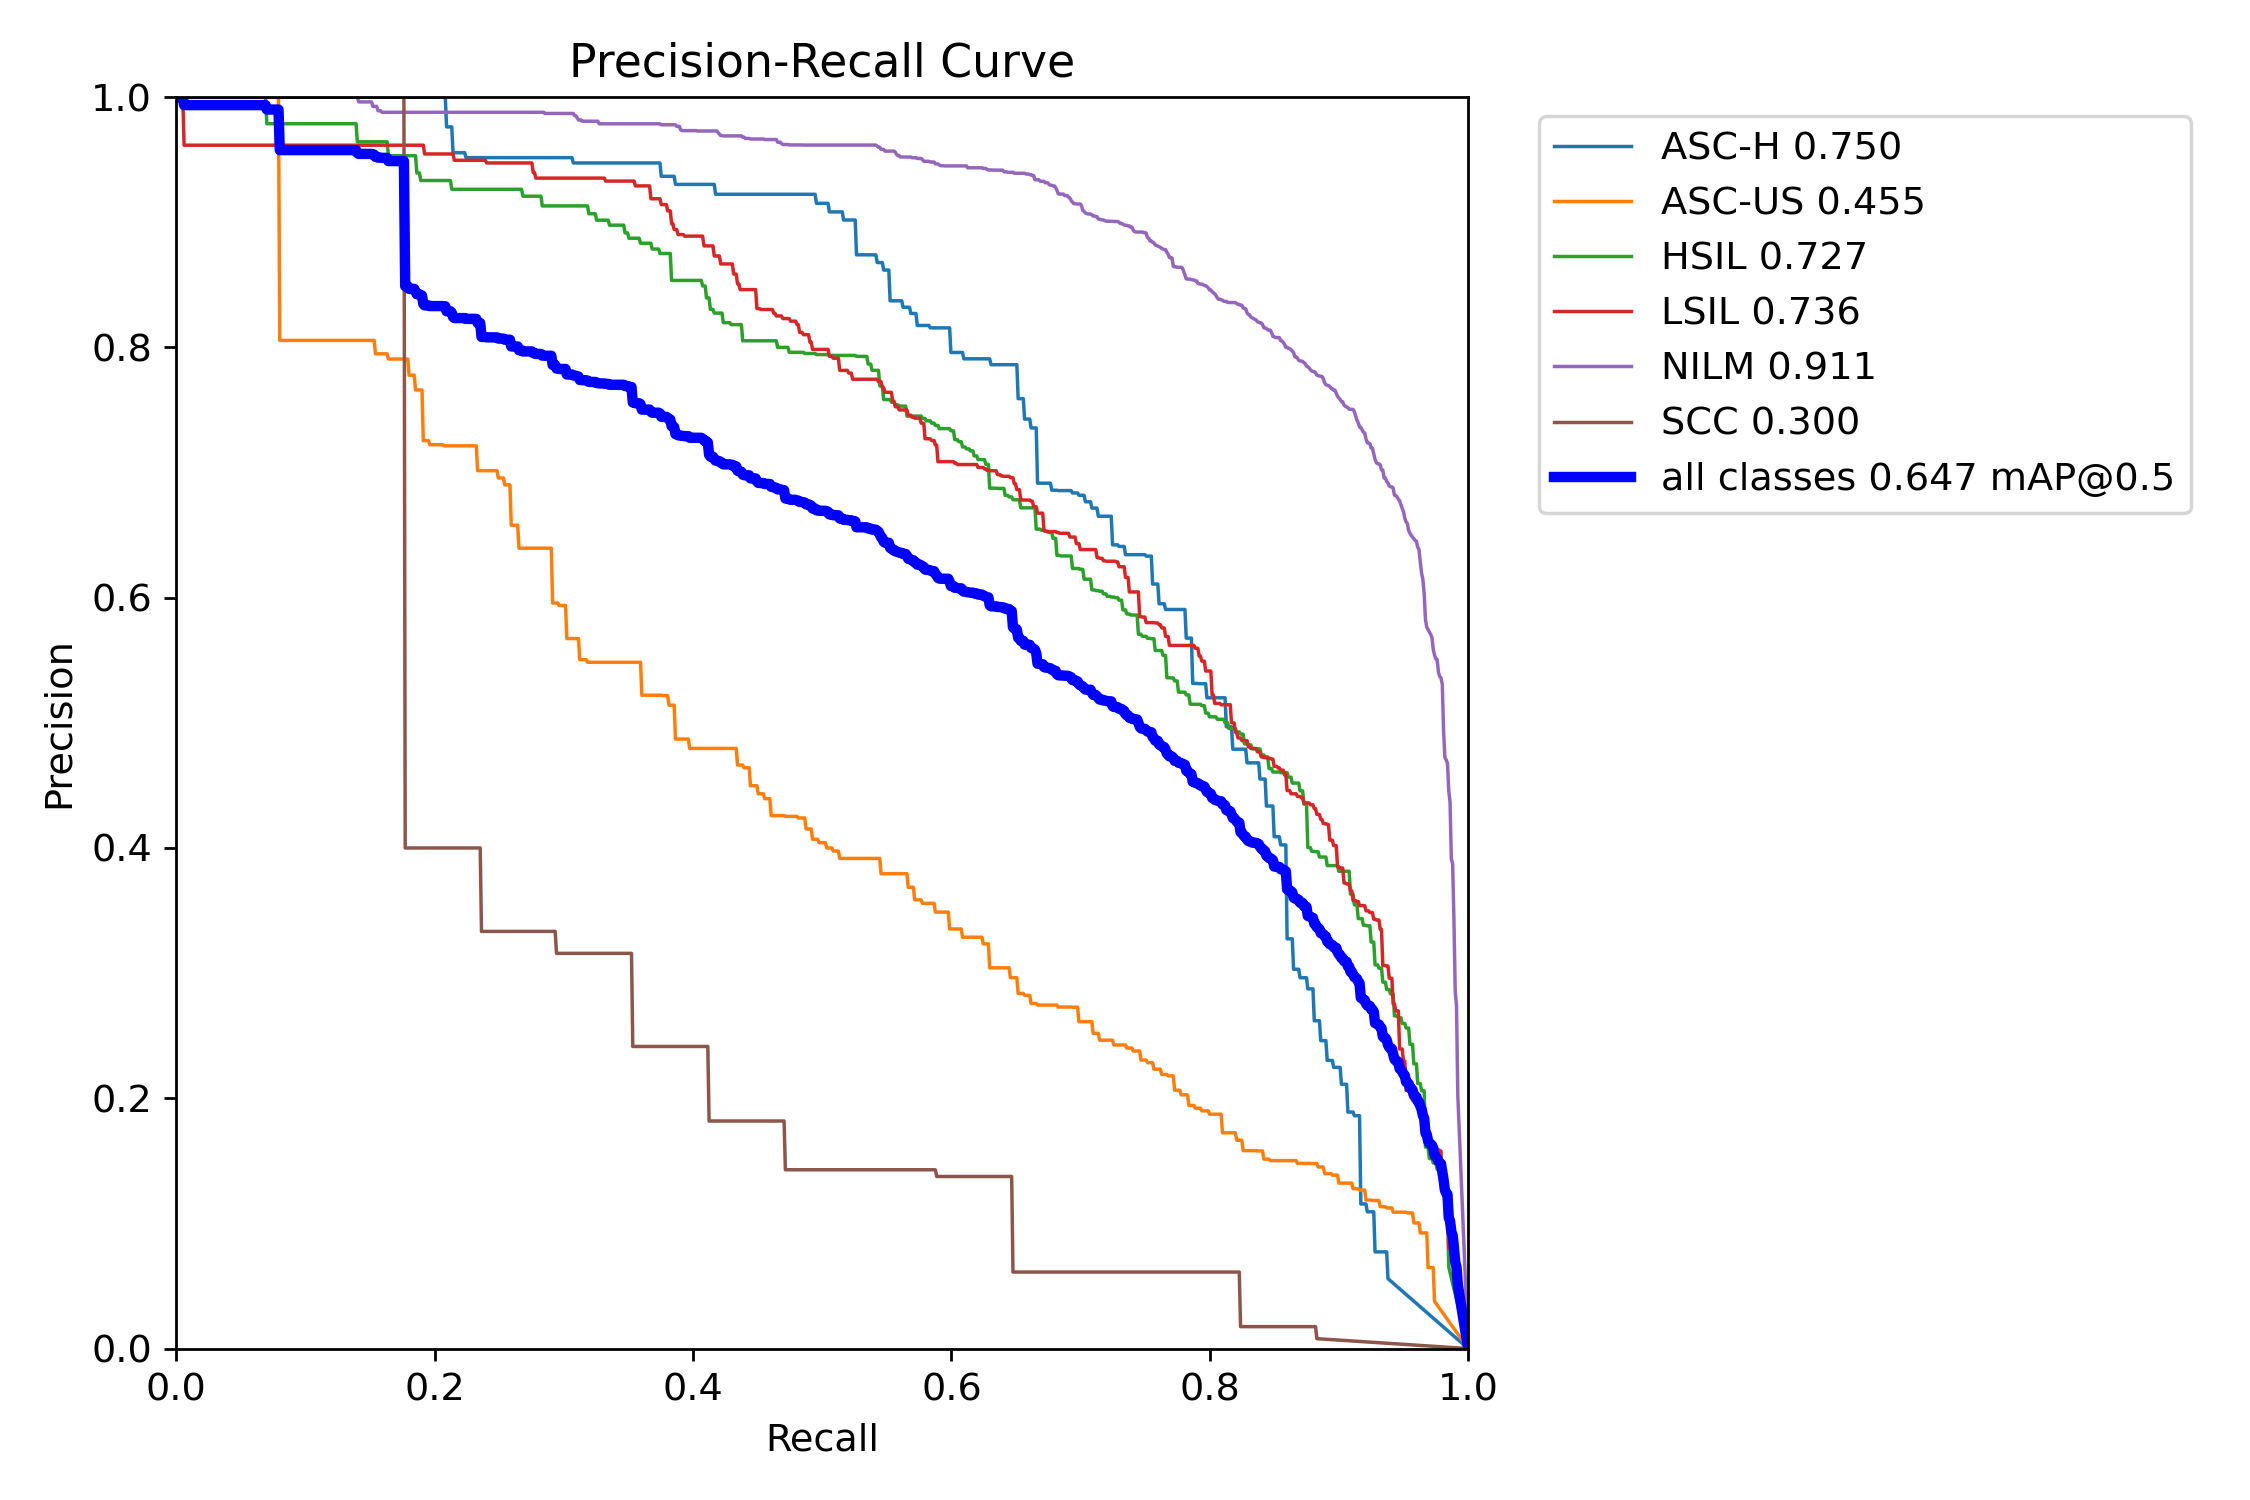 Precision-Recall Curve
1.0
0.8
0.6
0.4
0.2
0.0
Precision
0.0 0.2 0.4 0.6 0.8 1.0
Recall
ASC-H 0.750
ASC-US 0.455
HSIL 0.727
LSIL 0.736
NILM 0.911
SCC 0.300
all classes 0.647 mAP@0.5